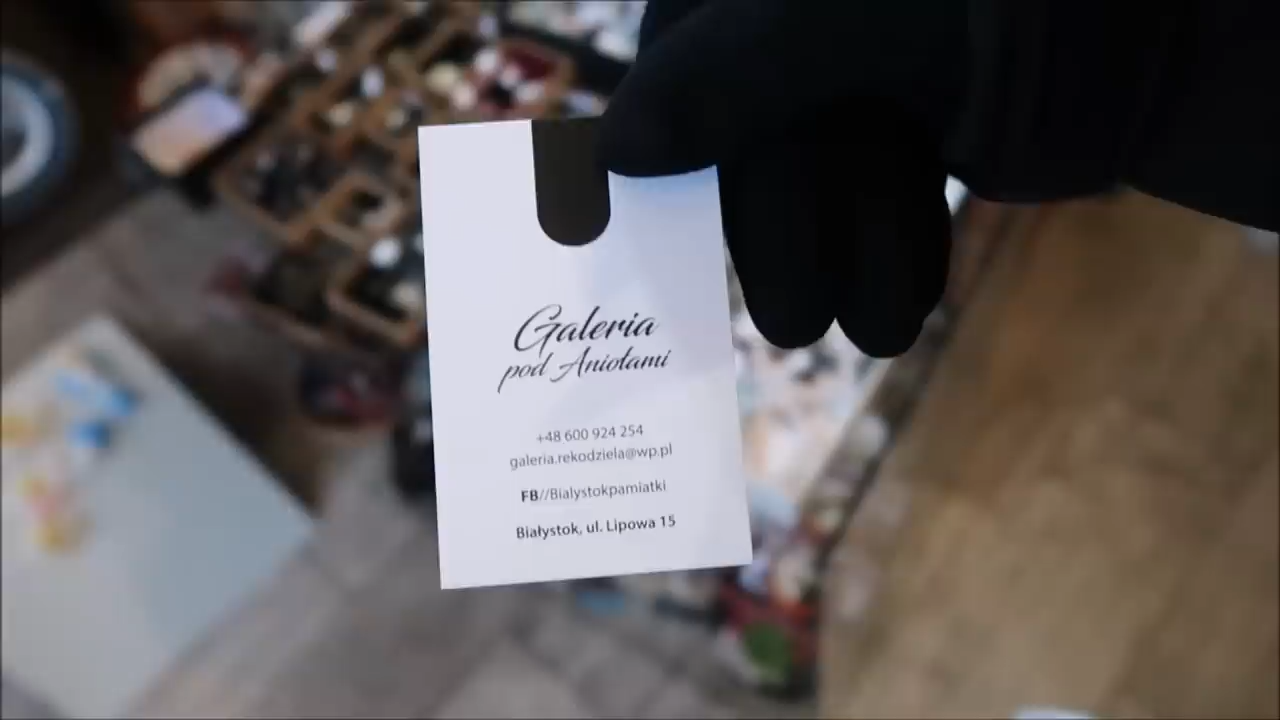 Galeria
pod Aniołami
+48 600 924 254
galeria.rekodziela@wp.pl
FB//Bialystokpamiatki
Białystok, ul. Lipowa 15